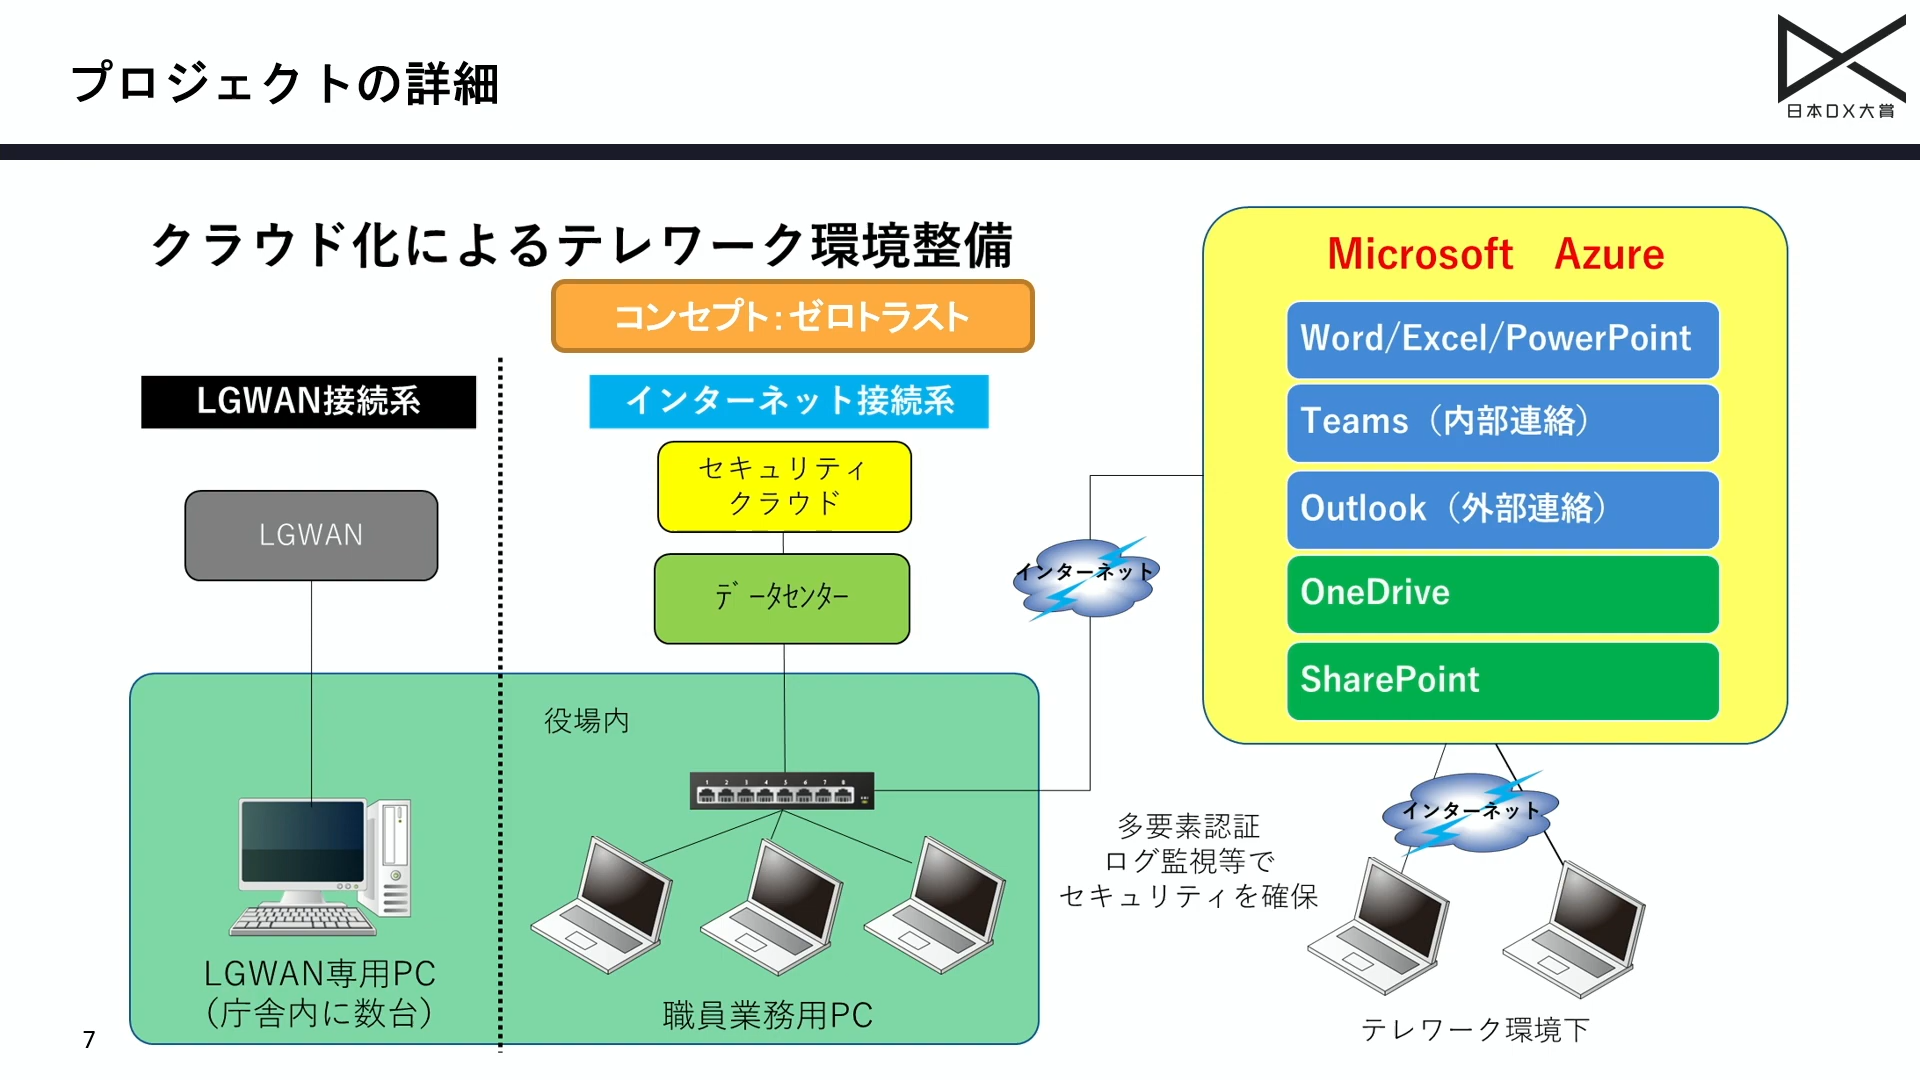 プロジェクトの詳細
日本DX大賞
クラウド化によるテレワーク環境整備
コンセプト：ゼロトラスト
LGWAN接続系
インターネット接続系
LGWAN
セキュリティ
クラウド
ﾃﾞｰﾀｾﾝﾀｰ
インターネット
Microsoft　Azure
Word/Excel/PowerPoint
Teams（内部連絡）
Outlook（外部連絡）
OneDrive
SharePoint
役場内
1 2 3 4 5 6 7 8
インターネット
多要素認証
ログ監視等で
セキュリティを確保
LGWAN専用PC
（庁舎内に数台）
職員業務用PC
テレワーク環境下
7